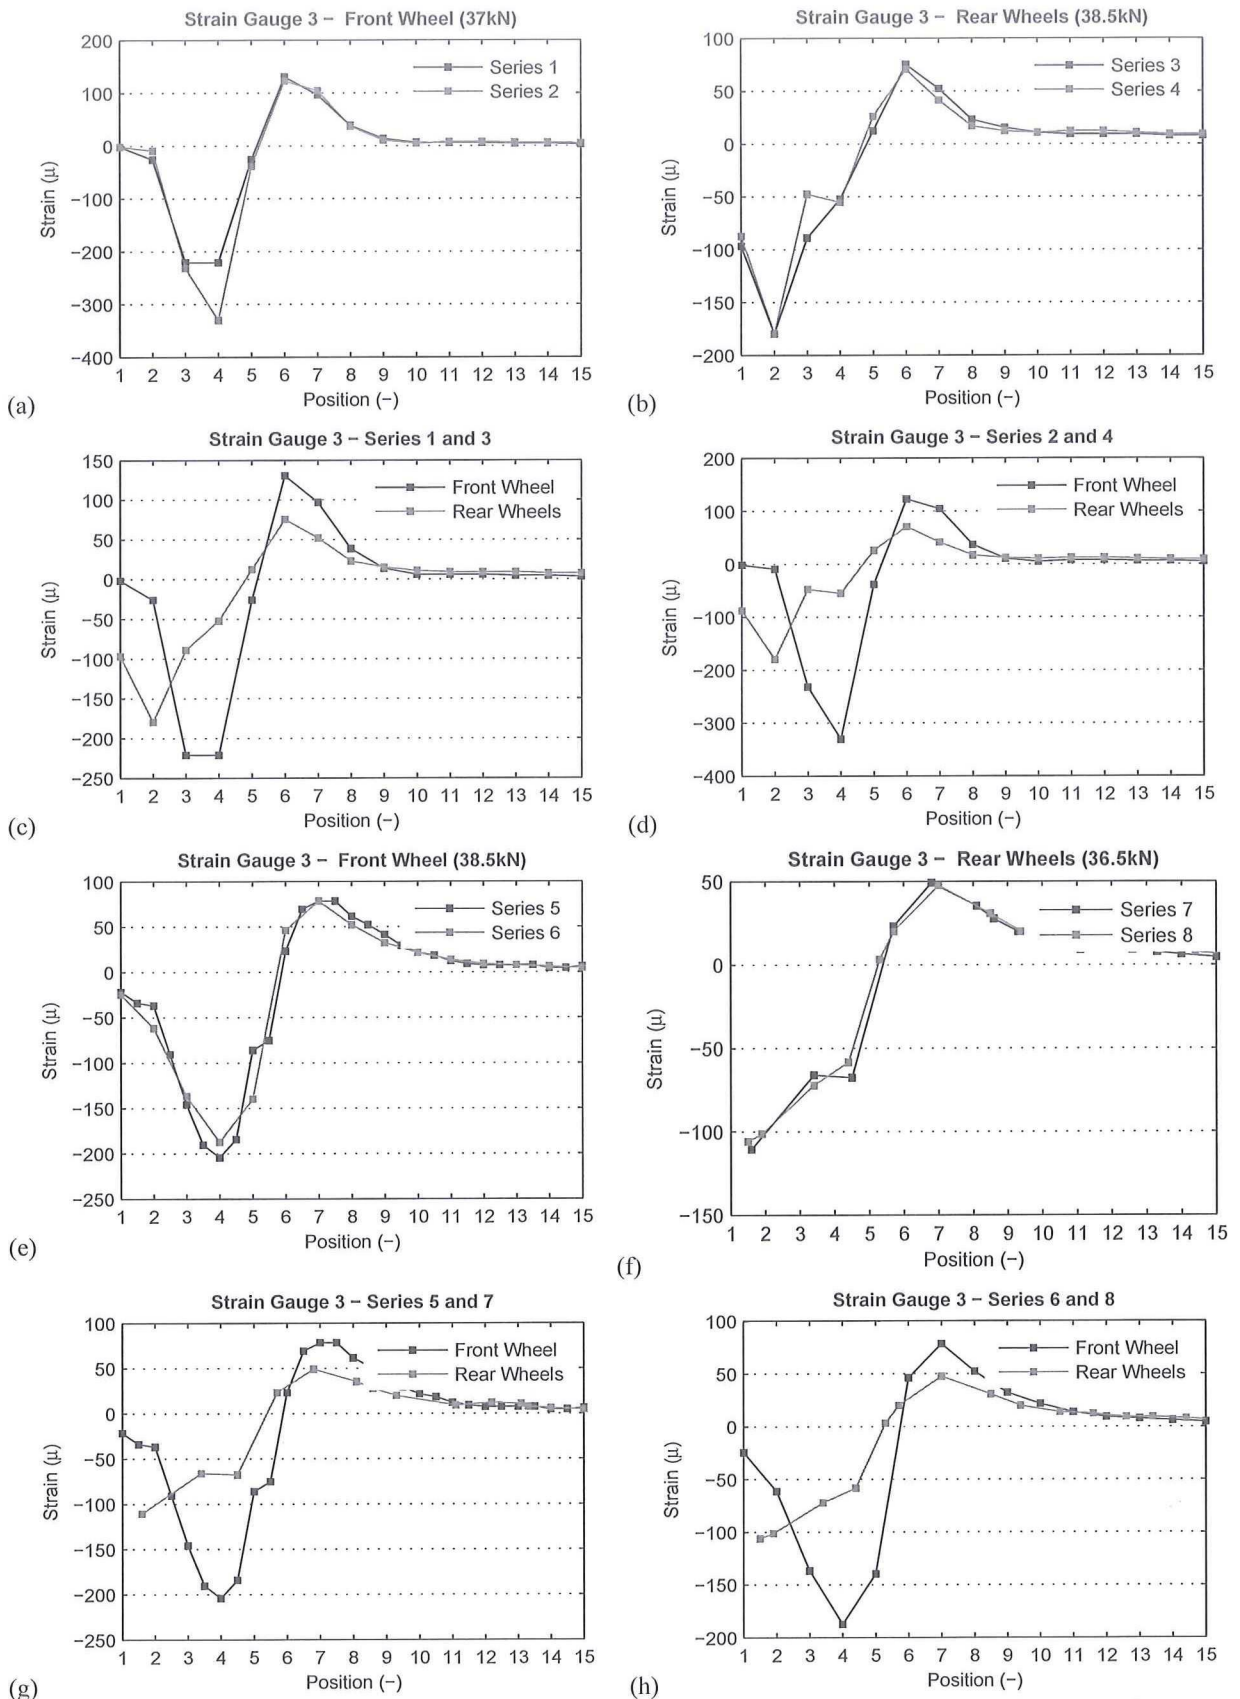 Strain Gauge 3 – Front Wheel (37kN)
200
100
0
−100
−200
−300
−400
Strain (μ)
Series 1
Series 2
1 2 3 4 5 6 7 8 9 10 11 12 13 14 15
Position (−)
(a)
Strain Gauge 3 – Rear Wheels (38.5kN)
100
50
0
−50
−100
−150
−200
Strain (μ)
Series 3
Series 4
1 2 3 4 5 6 7 8 9 10 11 12 13 14 15
Position (−)
(b)
Strain Gauge 3 – Series 1 and 3
150
100
50
0
−50
−100
−150
−200
−250
Strain (μ)
Front Wheel
Rear Wheels
1 2 3 4 5 6 7 8 9 10 11 12 13 14 15
Position (−)
(c)
Strain Gauge 3 – Series 2 and 4
200
100
0
−100
−200
−300
−400
Strain (μ)
Front Wheel
Rear Wheels
1 2 3 4 5 6 7 8 9 10 11 12 13 14 15
Position (−)
(d)
Strain Gauge 3 – Front Wheel (38.5kN)
100
50
0
−50
−100
−150
−200
−250
Strain (μ)
Series 5
Series 6
1 2 3 4 5 6 7 8 9 10 11 12 13 14 15
Position (−)
(e)
Strain Gauge 3 – Rear Wheels (36.5kN)
50
0
−50
−100
−150
Strain (μ)
Series 7
Series 8
1 2 3 4 5 6 7 8 9 10 11 12 13 14 15
Position (−)
(f)
Strain Gauge 3 – Series 5 and 7
100
50
0
−50
−100
−150
−200
−250
Strain (μ)
Front Wheel
Rear Wheels
1 2 3 4 5 6 7 8 9 10 11 12 13 14 15
Position (−)
(g)
Strain Gauge 3 – Series 6 and 8
100
50
0
−50
−100
−150
−200
Strain (μ)
Front Wheel
Rear Wheels
1 2 3 4 5 6 7 8 9 10 11 12 13 14 15
Position (−)
(h)